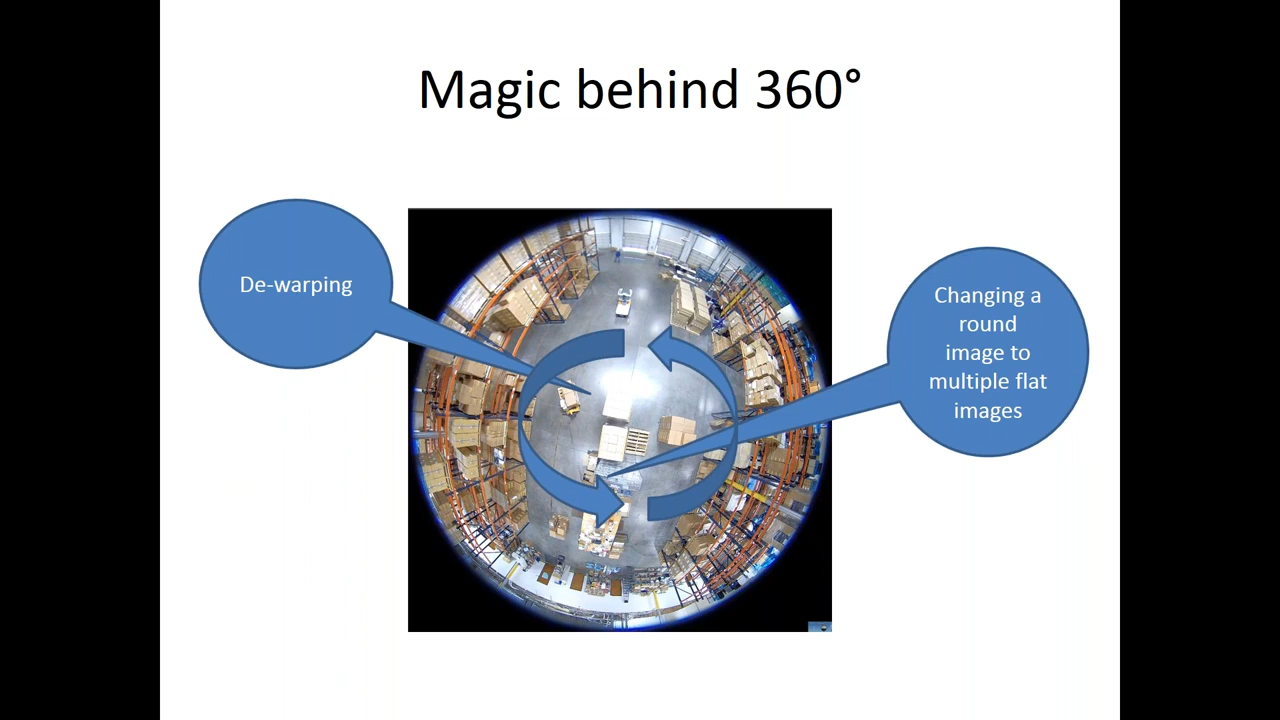 Magic behind 360°
De-warping
Changing a
round
image to
multiple flat
images